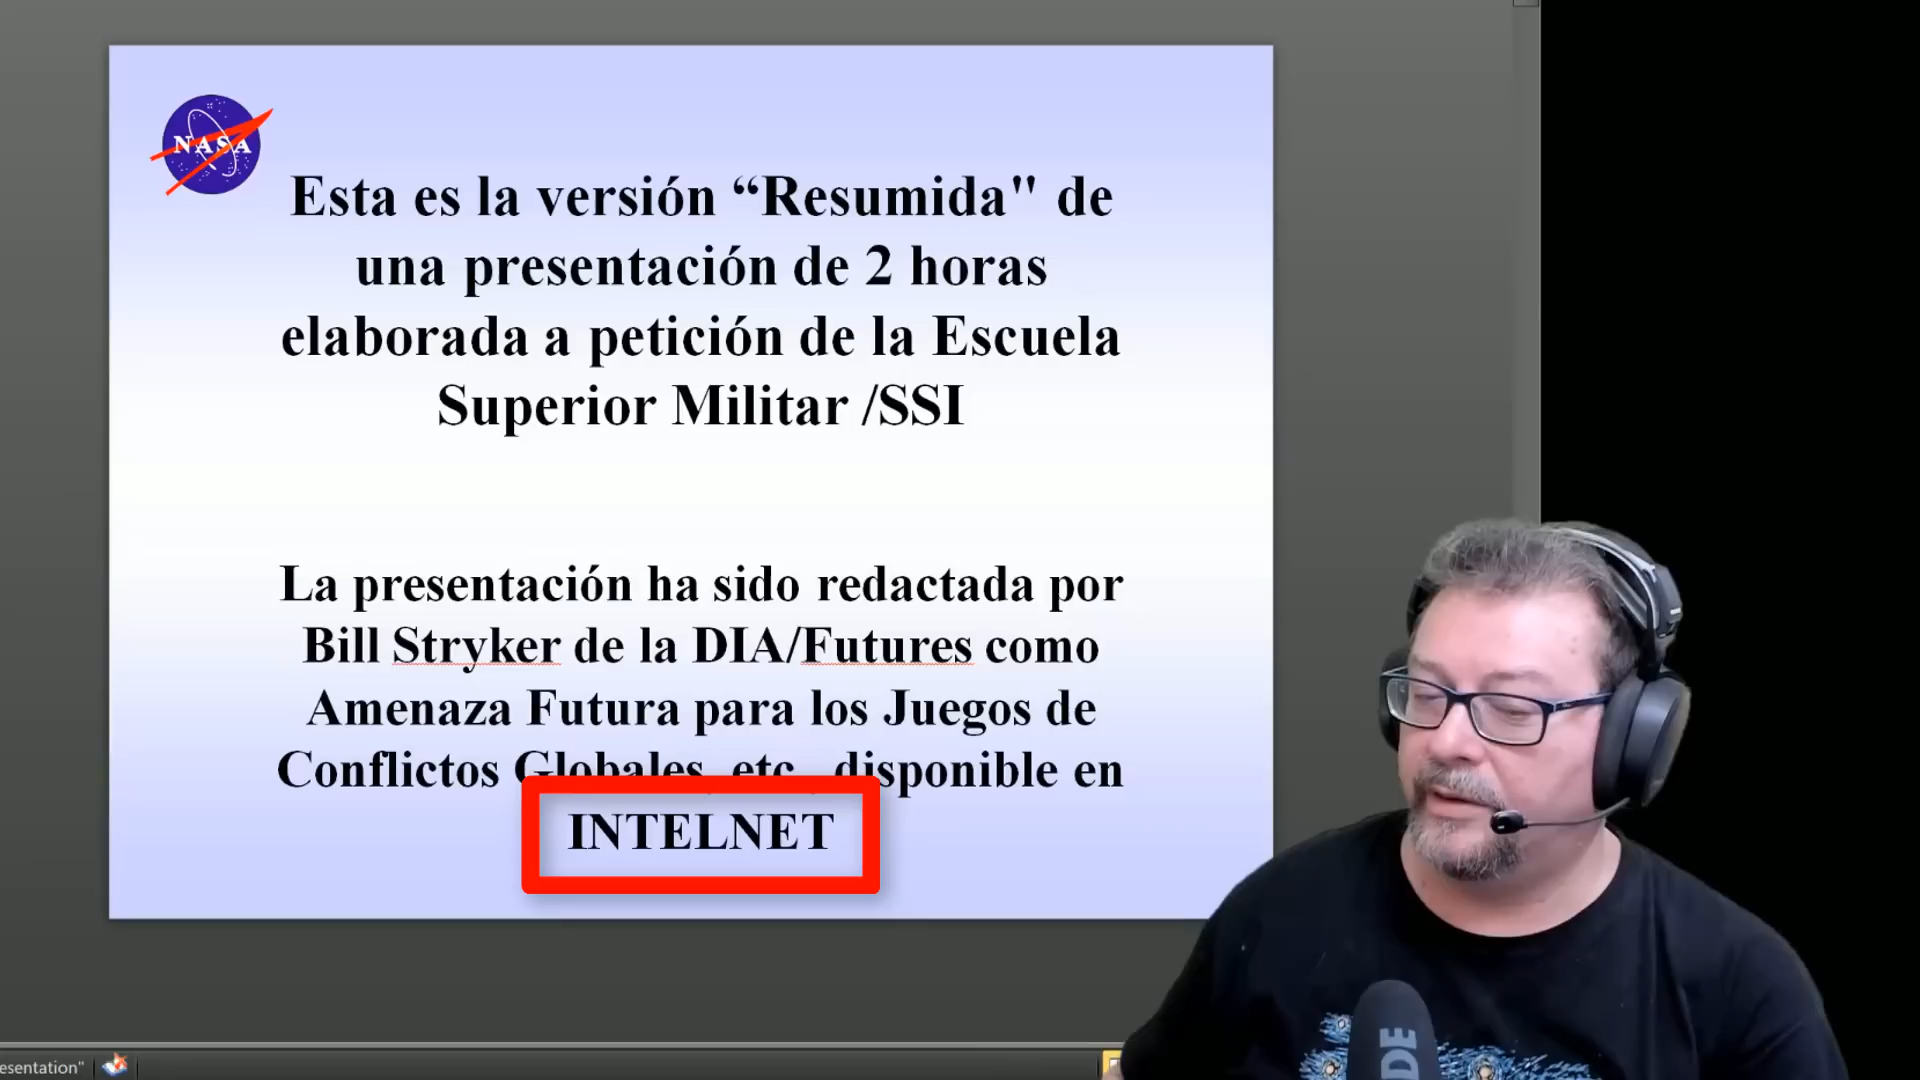 NASA
Esta es la versión “Resumida" de
una presentación de 2 horas
elaborada a petición de la Escuela
Superior Militar /SSI
La presentación ha sido redactada por
Bill Stryker de la DIA/Futures como
Amenaza Futura para los Juegos de
Conflictos Globales, etc., disponible en
INTELNET
esentation"
DE